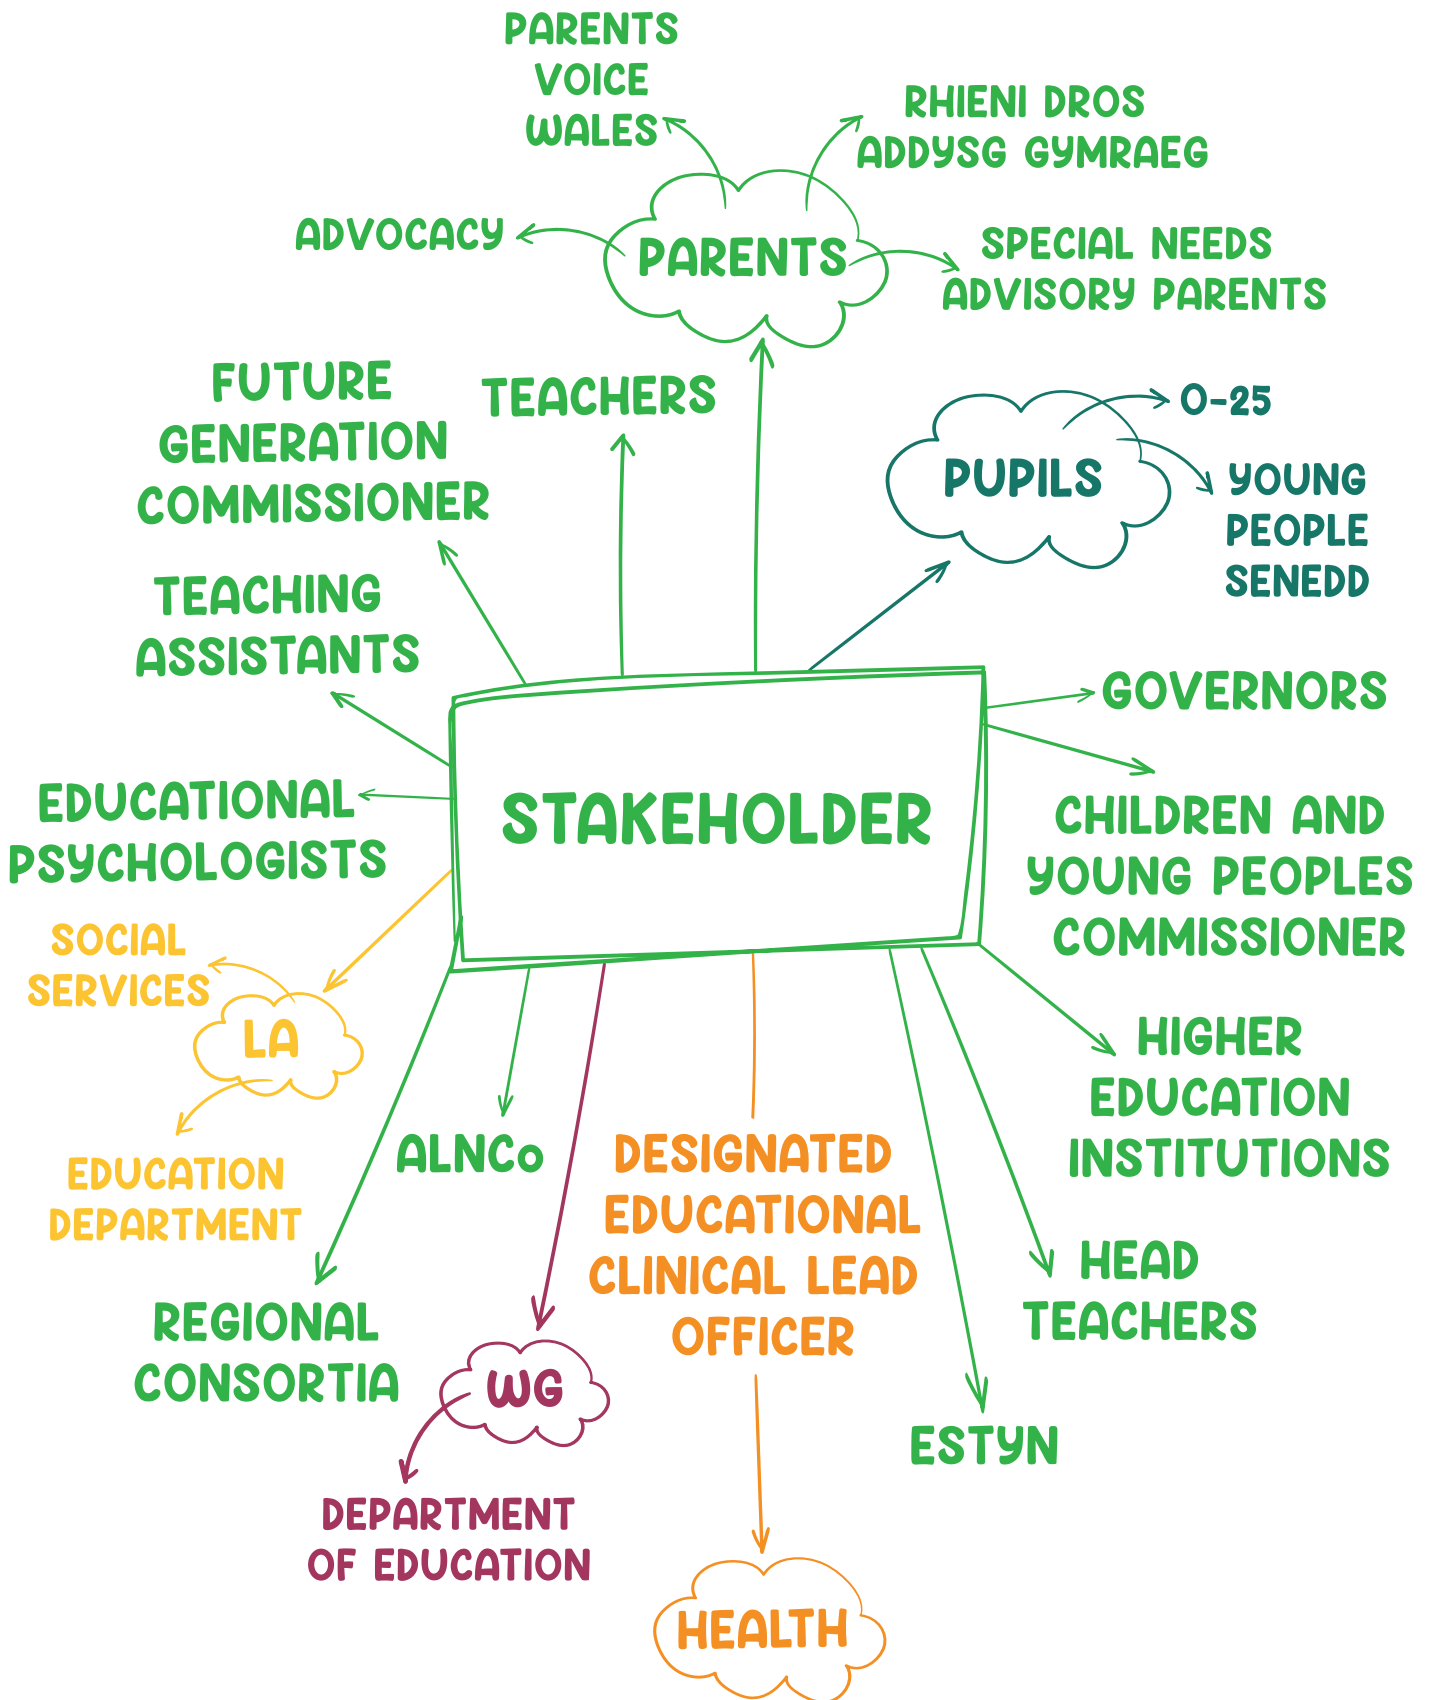 PARENTS
VOICE
WALES
RHIENI DROS
ADDYSG GYMRAEG
ADVOCACY
PARENTS
SPECIAL NEEDS
ADVISORY PARENTS
FUTURE
GENERATION
COMMISSIONER
TEACHERS
PUPILS
0-25
YOUNG
PEOPLE
SENEDD
TEACHING
ASSISTANTS
GOVERNORS
EDUCATIONAL
PSYCHOLOGISTS
STAKEHOLDER
CHILDREN AND
YOUNG PEOPLES
COMMISSIONER
SOCIAL
SERVICES
LA
EDUCATION
DEPARTMENT
HIGHER
EDUCATION
INSTITUTIONS
ALNCo
DESIGNATED
EDUCATIONAL
CLINICAL LEAD
OFFICER
HEAD
TEACHERS
REGIONAL
CONSORTIA
WG
ESTYN
DEPARTMENT
OF EDUCATION
HEALTH